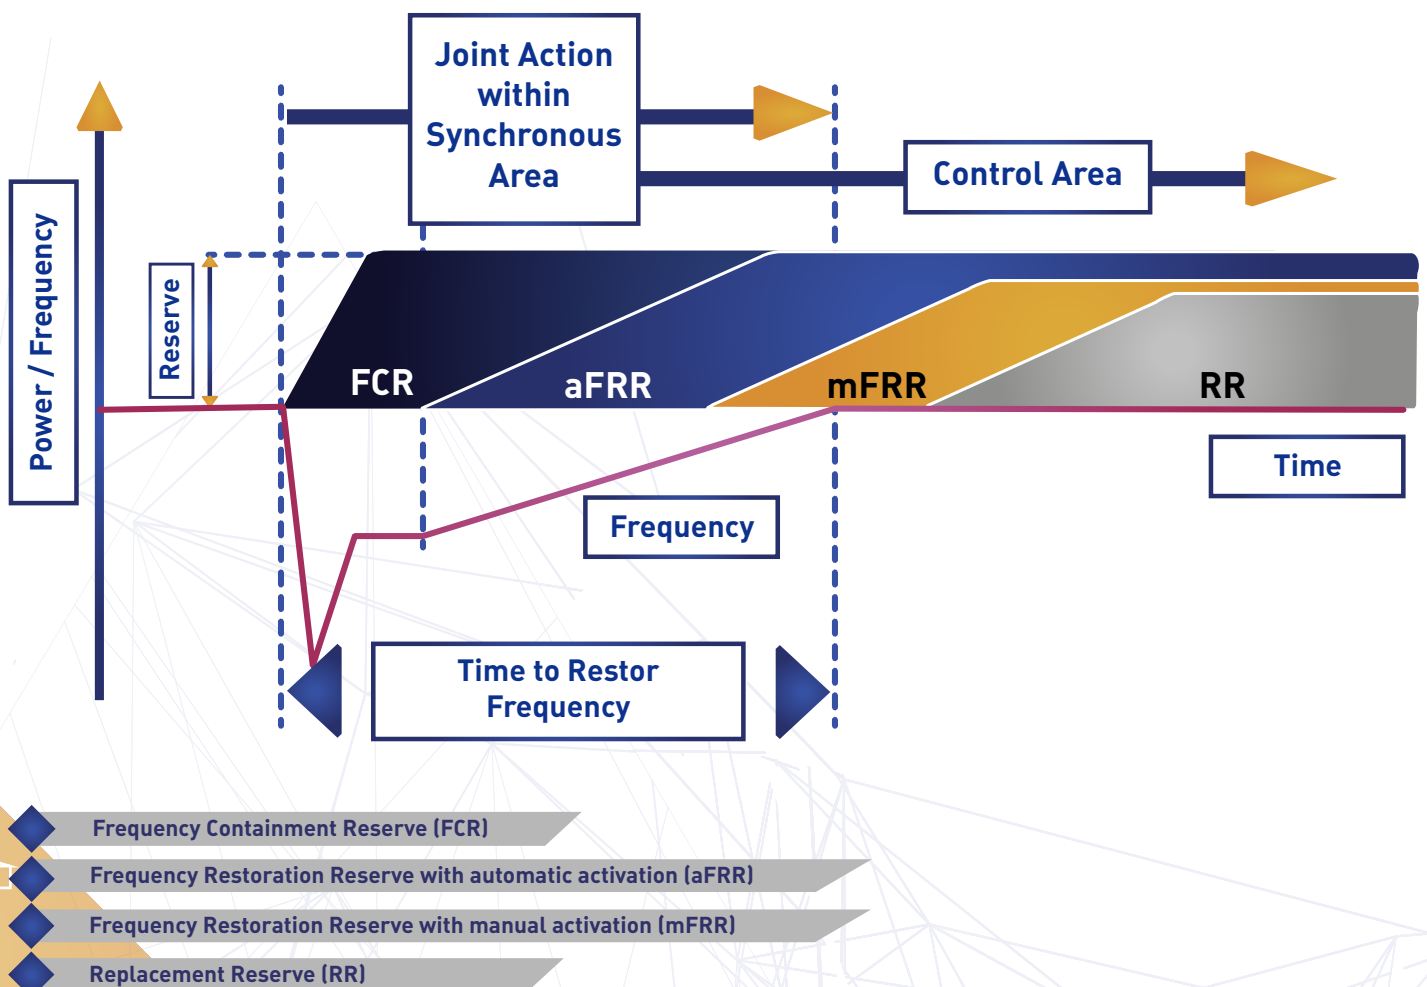 Joint Action
within
Synchronous
Area
Control Area
Power / Frequency
Reserve
FCR
aFRR
mFRR
RR
Time
Frequency
Time to Restor
Frequency
Frequency Containment Reserve (FCR)
Frequency Restoration Reserve with automatic activation (aFRR)
Frequency Restoration Reserve with manual activation (mFRR)
Replacement Reserve (RR)